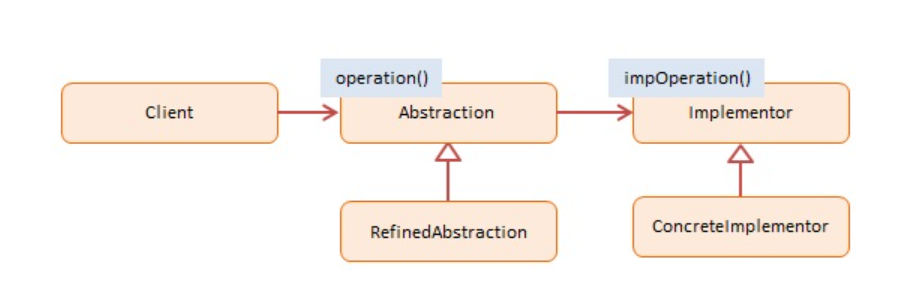 operation()
impOperation()
Client
Abstraction
Implementor
RefinedAbstraction
ConcreteImplementor